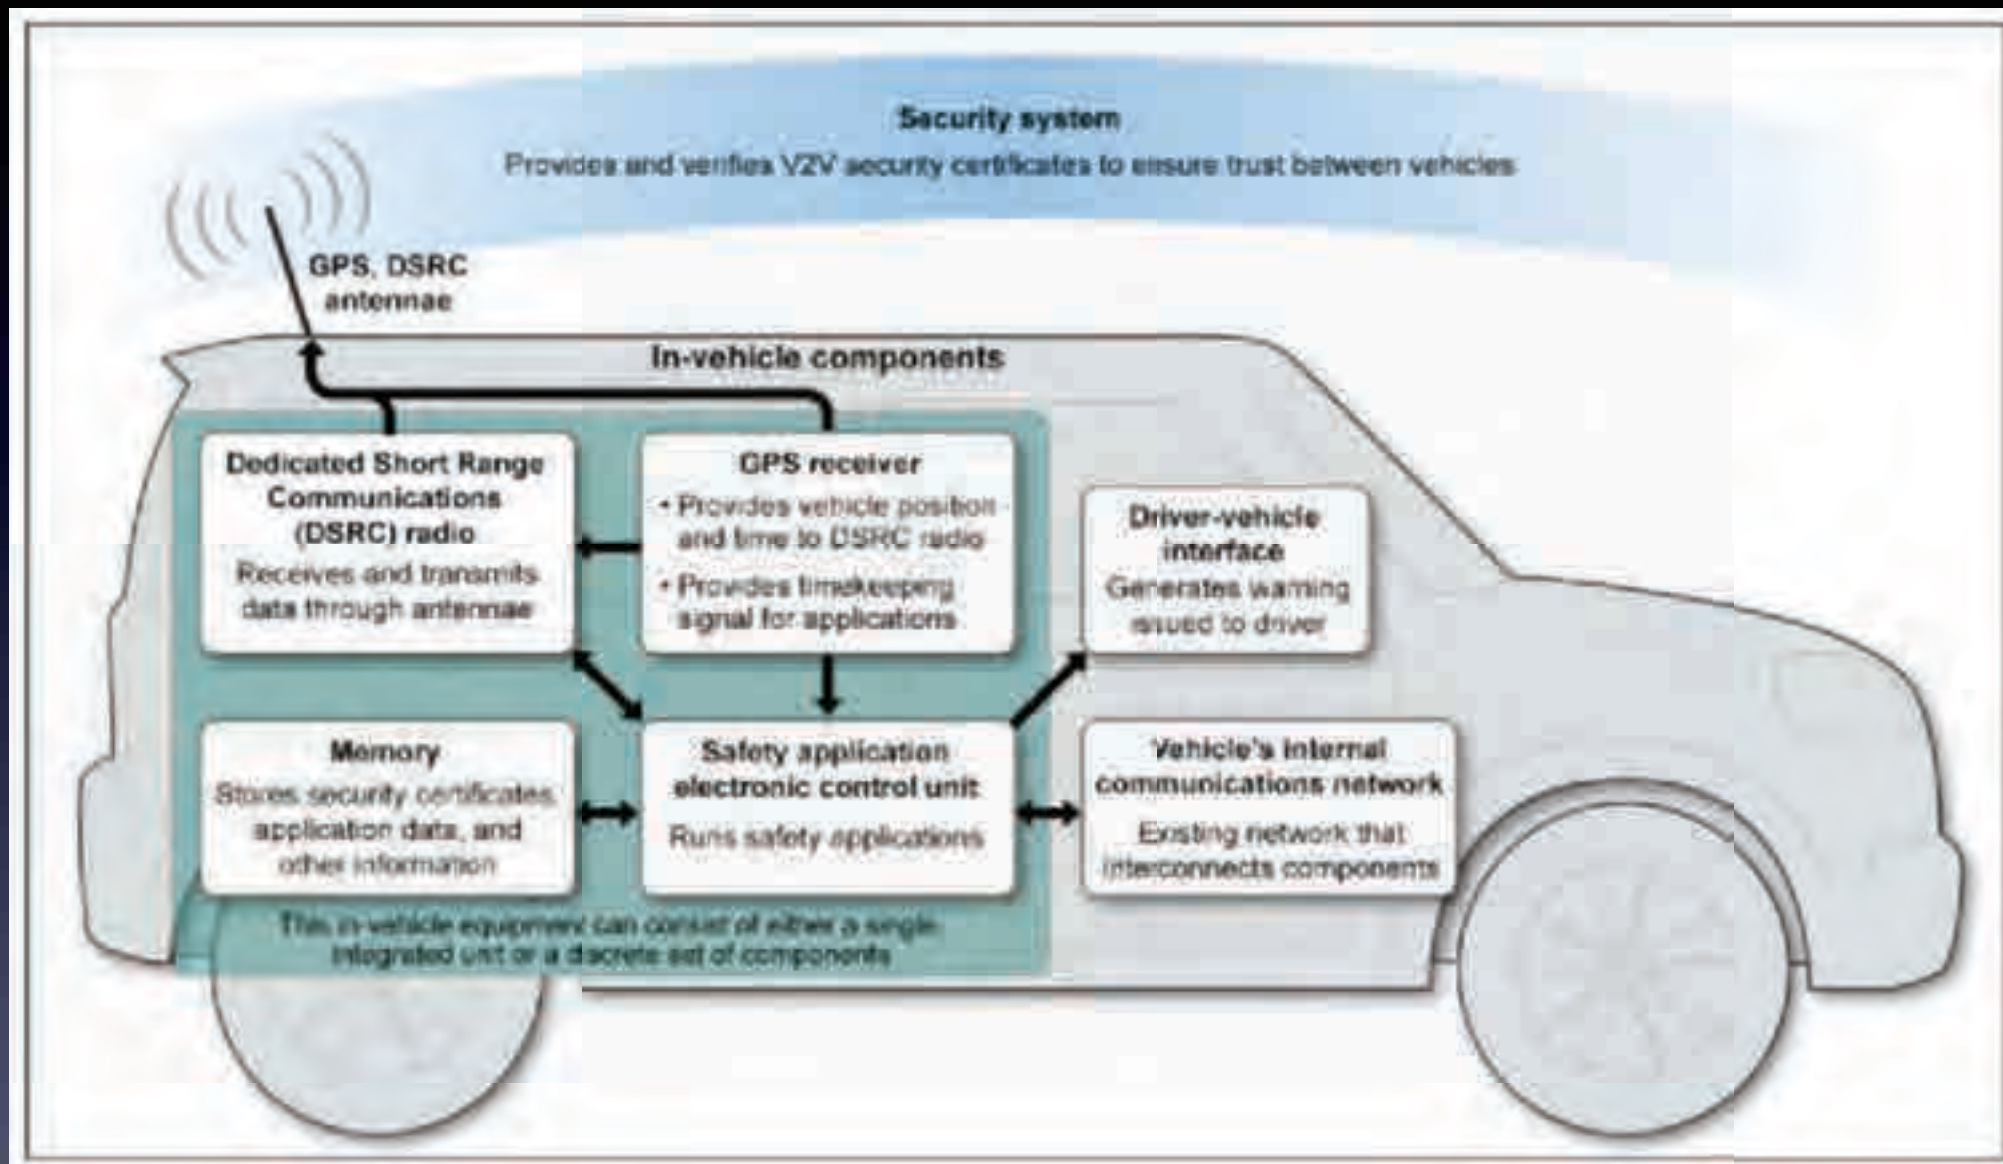 Security system
Provides and verifies V2V security certificates to ensure trust between vehicles
GPS, DSRC
antennae
In-vehicle components
Dedicated Short Range
Communications
(DSRC) radio
Receives and transmits
data through antennae
GPS receiver
• Provides vehicle position
and time to DSRC radio
• Provides timekeeping
signal for applications
Driver-vehicle
interface
Generates warning
issued to driver
Memory
Stores security certificates,
application data, and
other information
Safety application
electronic control unit
Runs safety applications
Vehicle's internal
communications network
Existing network that
interconnects components
This in-vehicle equipment can consist of either a single
integrated unit or a discrete set of components